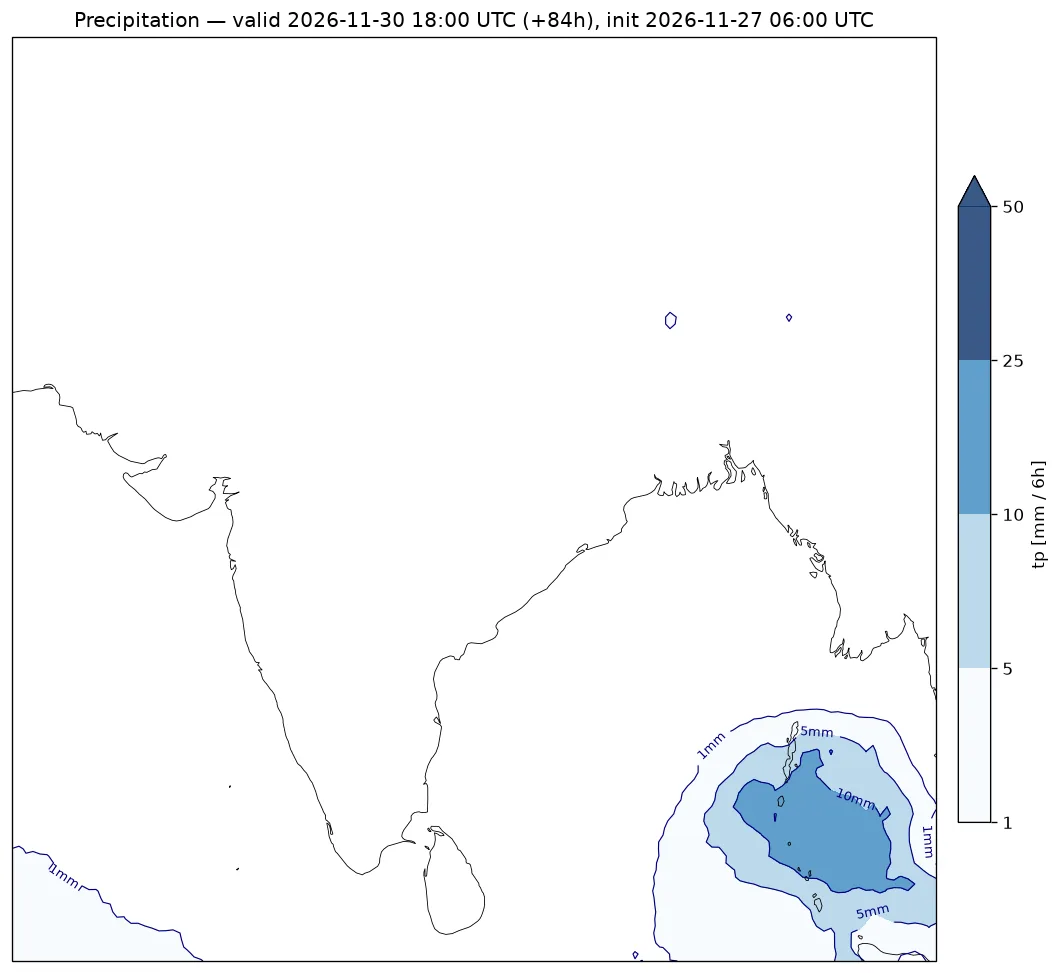 Precipitation — valid 2026-11-30 18:00 UTC (+84h), init 2026-11-27 06:00 UTC
50
25
10
5
1
tp [mm / 6h]
1mm
5mm
10mm
1mm
1mm
5mm